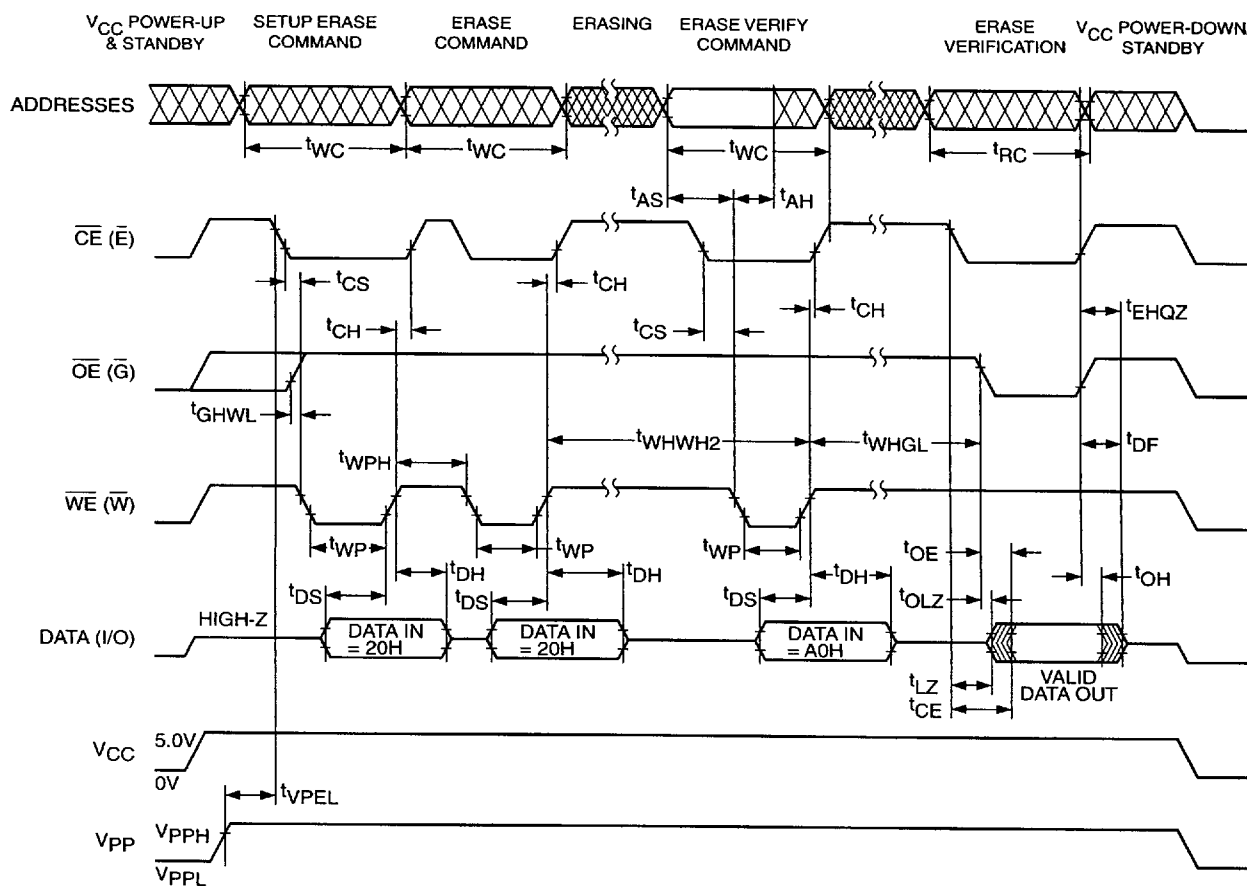 VCC POWER-UP
& STANDBY
SETUP ERASE
COMMAND
ERASE
COMMAND
ERASING
ERASE VERIFY
COMMAND
ERASE
VERIFICATION
VCC POWER-DOWN/
STANDBY
ADDRESSES
tWC
tWC
tWC
tRC
tAS
tAH
CE (E)
tCS
tCH
tCH
tCS
tCH
tEHQZ
OE (G)
tGHWL
tWPH
tWHWH2
tWHGL
tDF
WE (W)
tWP
tWP
tWP
tOE
tDH
tDH
tDH
tOH
tDS
tDS
tDS
tOLZ
DATA (I/O)
HIGH-Z
DATA IN
= 20H
DATA IN
= 20H
DATA IN
= A0H
VALID
DATA OUT
tLZ
tCE
VCC
5.0V
0V
tVPEL
VPP
VPPH
VPPL